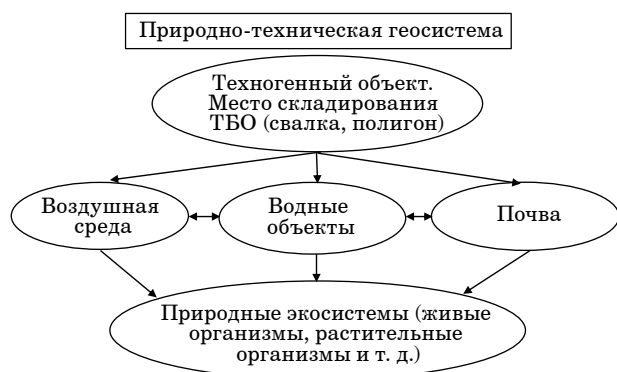 Природно-техническая геосистема
Техногенный объект.
Место складирования
ТБО (свалка, полигон)
Воздушная
среда
Водные
объекты
Почва
Природные экосистемы (живые
организмы, растительные
организмы и т. д.)